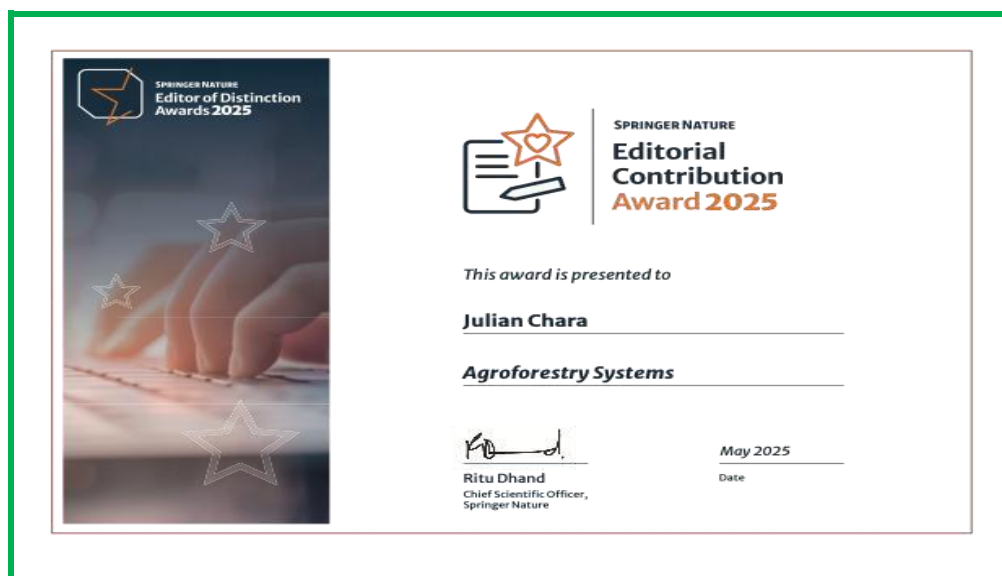 SPRINGER NATURE
Editor of Distinction
Awards 2025
SPRINGER NATURE
Editorial
Contribution
Award 2025
This award is presented to
Julian Chara
Agroforestry Systems
Ritu Dhand
Chief Scientific Officer,
Springer Nature
May 2025
Date